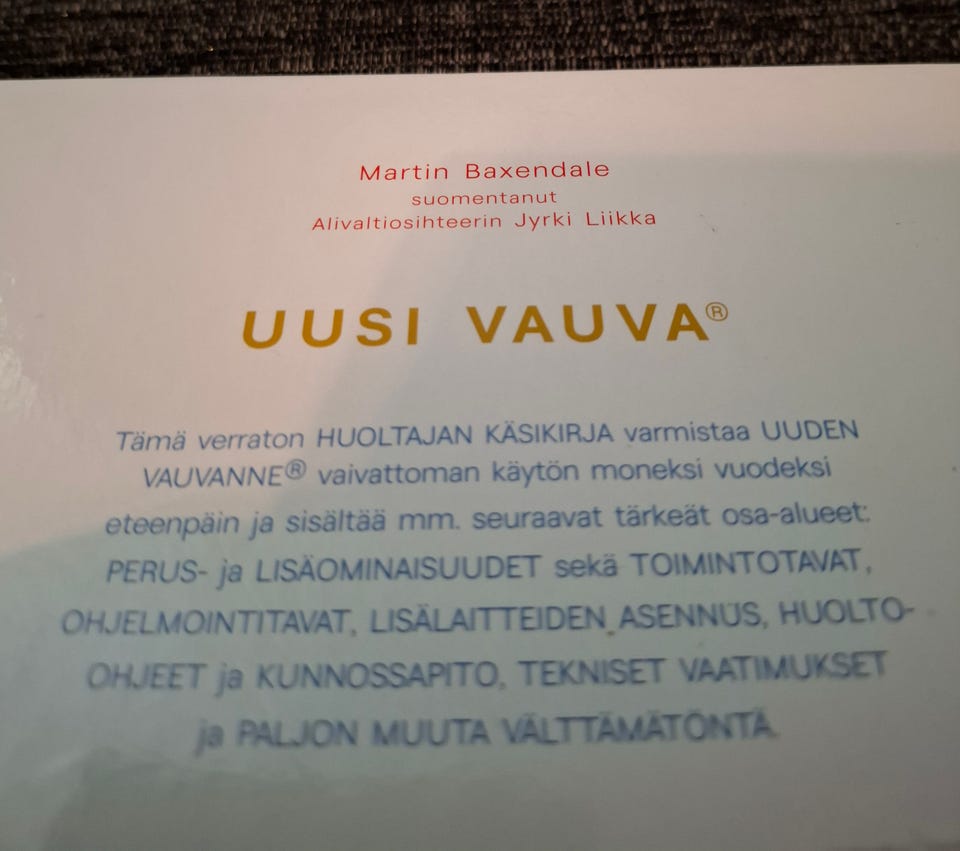 Martin Baxendale
suomentanut
Alivaltiosihteerin Jyrki Liikka
UUSI VAUVA®
Tämä verraton HUOLTAJAN KÄSIKIRJA varmistaa UUDEN
VAUVANNE® vaivattoman käytön moneksi vuodeksi
eteenpäin ja sisältää mm. seuraavat tärkeät osa-alueet:
PERUS- ja LISÄOMINAISUUDET sekä TOIMINTOTAVAT,
OHJELMOINTITAVAT, LISÄLAITTEIDEN ASENNUS, HUOLTO-
OHJEET ja KUNNOSSAPITO, TEKNISET VAATIMUKSET
ja PALJON MUUTA VÄLTTÄMÄTÖNTÄ.